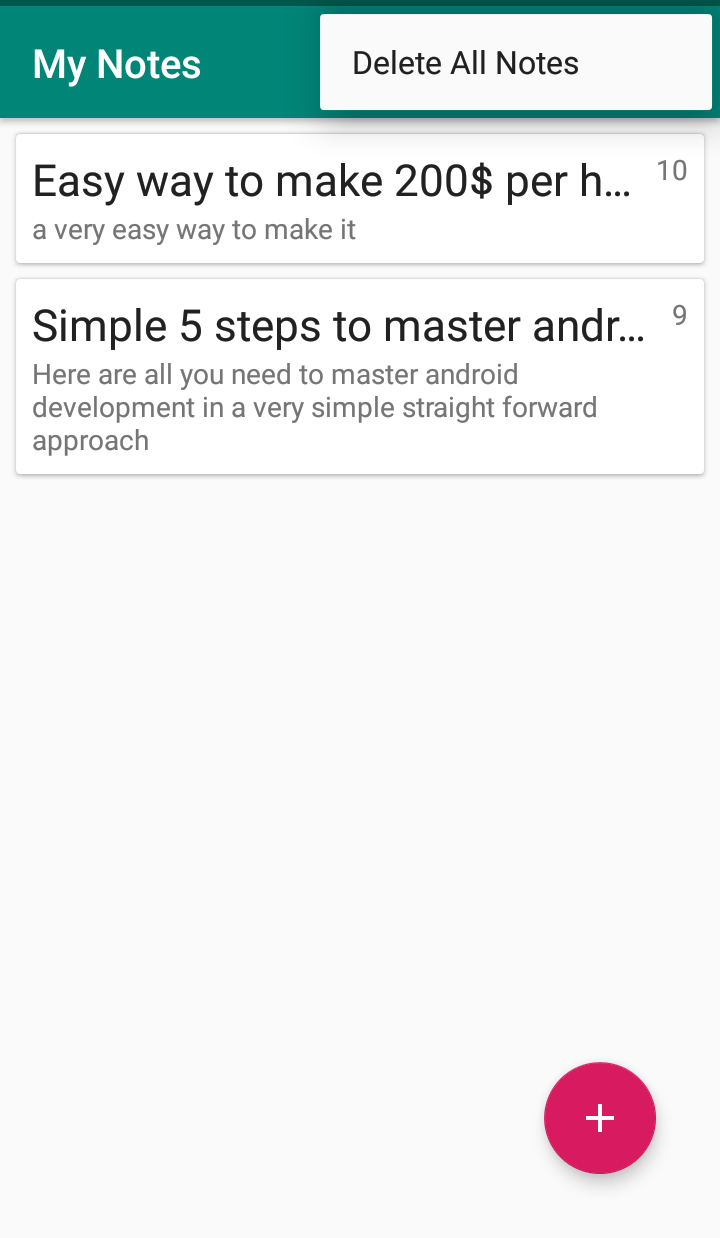 My Notes
Delete All Notes
Easy way to make 200$ per h...
10
a very easy way to make it
Simple 5 steps to master andr...
9
Here are all you need to master android
development in a very simple straight forward
approach
+